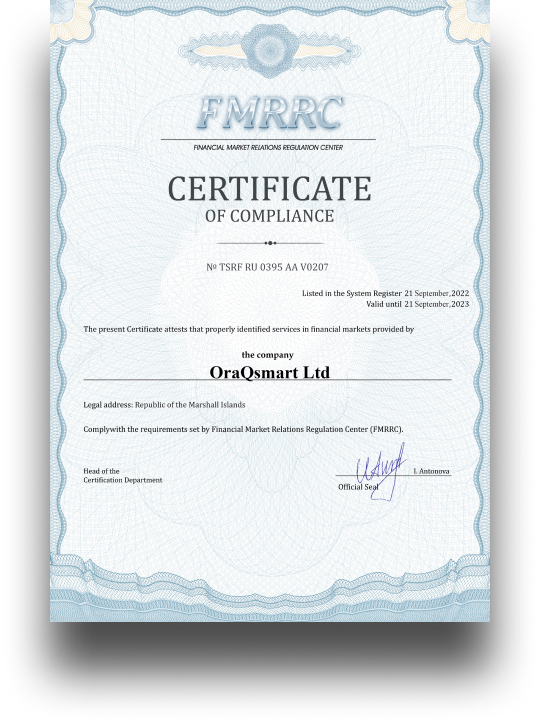 FMRRC
FINANCIAL MARKET RELATIONS REGULATION CENTER
CERTIFICATE
OF COMPLIANCE
№ TSRF RU 0395 AA V0207
Listed in the System Register 21 September,2022
Valid until 21 September,2023
The present Certificate attests that properly identified services in financial markets provided by
the company
OraQsmart Ltd
Legal address: Republic of the Marshall Islands
Complywith the requirements set by Financial Market Relations Regulation Center (FMRRC).
Head of the
Certification Department
I. Antonova
Official Seal